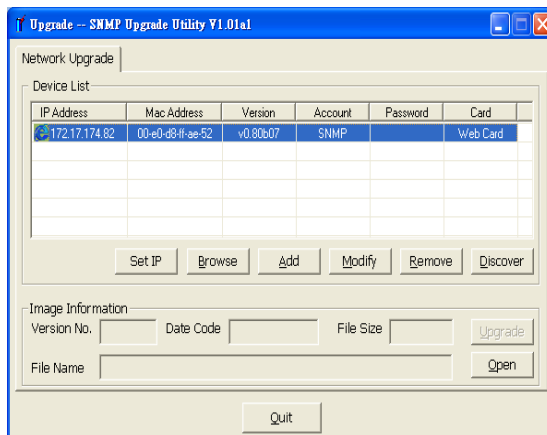 Upgrade -- SNMP Upgrade Utility V1.01a1
Network Upgrade
Device List
IP Address Mac Address Version Account Password Card
172.17.174.82 00-e0-d8-ff-ae-52 v0.80b07 SNMP Web Card
Set IP Browse Add Modify Remove Discover
Image Information
Version No. Date Code File Size Upgrade
File Name Open
Quit